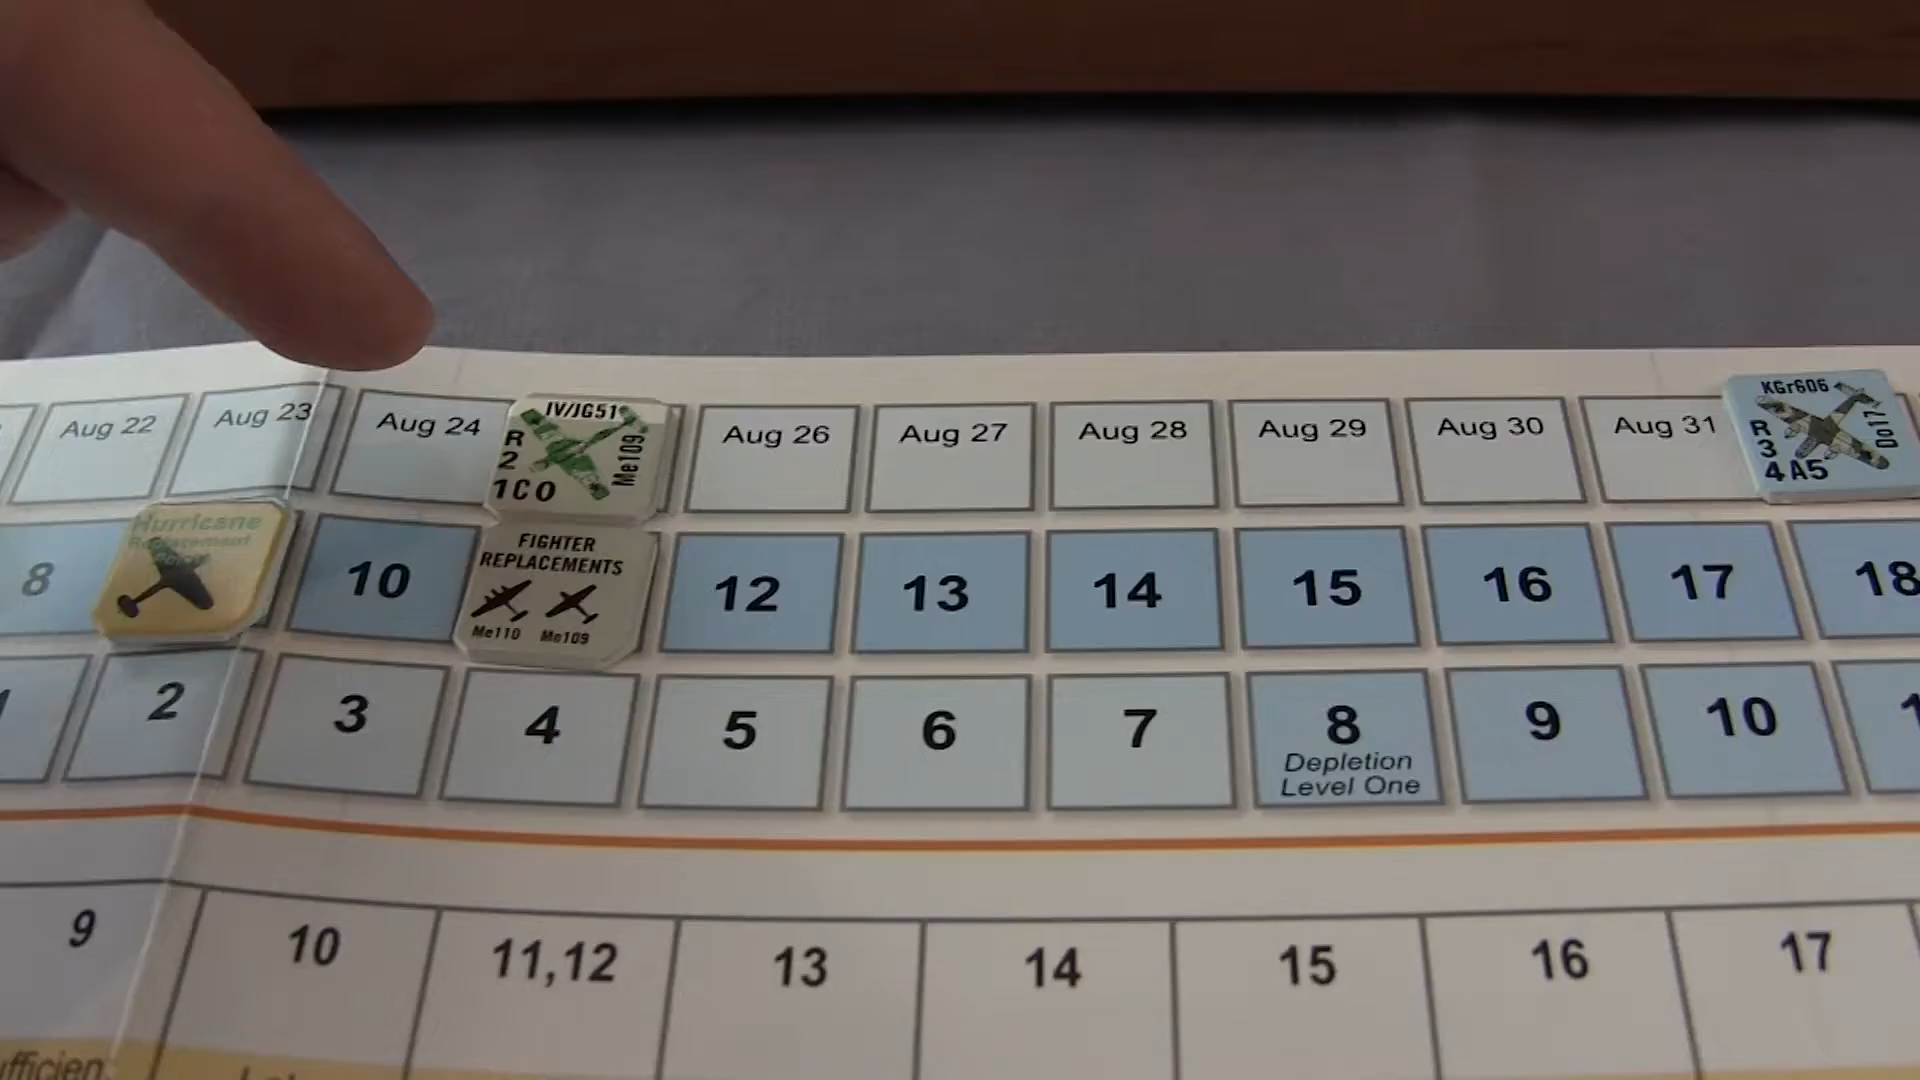 Aug 22
Aug 23
Aug 24
IV/JG51
R
2
1C0
Me109
Aug 26
Aug 27
Aug 28
Aug 29
Aug 30
Aug 31
KGr606
R
3
4 A5
Do17
8
Hurricane
Replacement
10
FIGHTER
REPLACEMENTS
Me110 Me109
12
13
14
15
16
17
18
2
3
4
5
6
7
8
Depletion
Level One
9
10
9
10
11,12
13
14
15
16
17